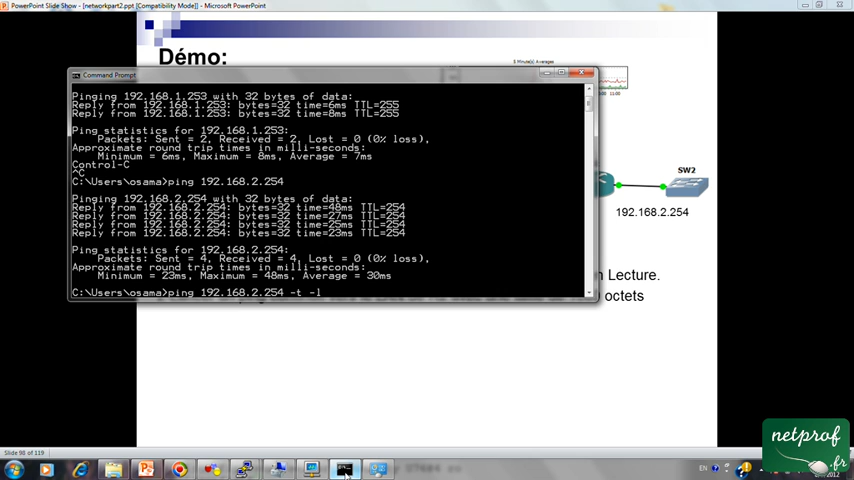 PowerPoint Slide Show - [networkpart2.ppt [Compatibility Mode]] - Microsoft PowerPoint
Démo:
5 Minute(s) Averages
Command Prompt
Pinging 192.168.1.253 with 32 bytes of data:
Reply from 192.168.1.253: bytes=32 time=6ms TTL=255
Reply from 192.168.1.253: bytes=32 time=8ms TTL=255
Ping statistics for 192.168.1.253:
Packets: Sent = 2, Received = 2, Lost = 0 (0% loss),
Approximate round trip times in milli-seconds:
Minimum = 6ms, Maximum = 8ms, Average = 7ms
Control-C
^C
C:\Users\osama>ping 192.168.2.254
Pinging 192.168.2.254 with 32 bytes of data:
Reply from 192.168.2.254: bytes=32 time=48ms TTL=254
Reply from 192.168.2.254: bytes=32 time=27ms TTL=254
Reply from 192.168.2.254: bytes=32 time=25ms TTL=254
Reply from 192.168.2.254: bytes=32 time=23ms TTL=254
Ping statistics for 192.168.2.254:
Packets: Sent = 4, Received = 4, Lost = 0 (0% loss),
Approximate round trip times in milli-seconds:
Minimum = 23ms, Maximum = 48ms, Average = 30ms
C:\Users\osama>ping 192.168.2.254 -t -l
11:00
SW2
192.168.2.254
n Lecture.
octets
netprof
.fr
Slide 98 of 119
EN